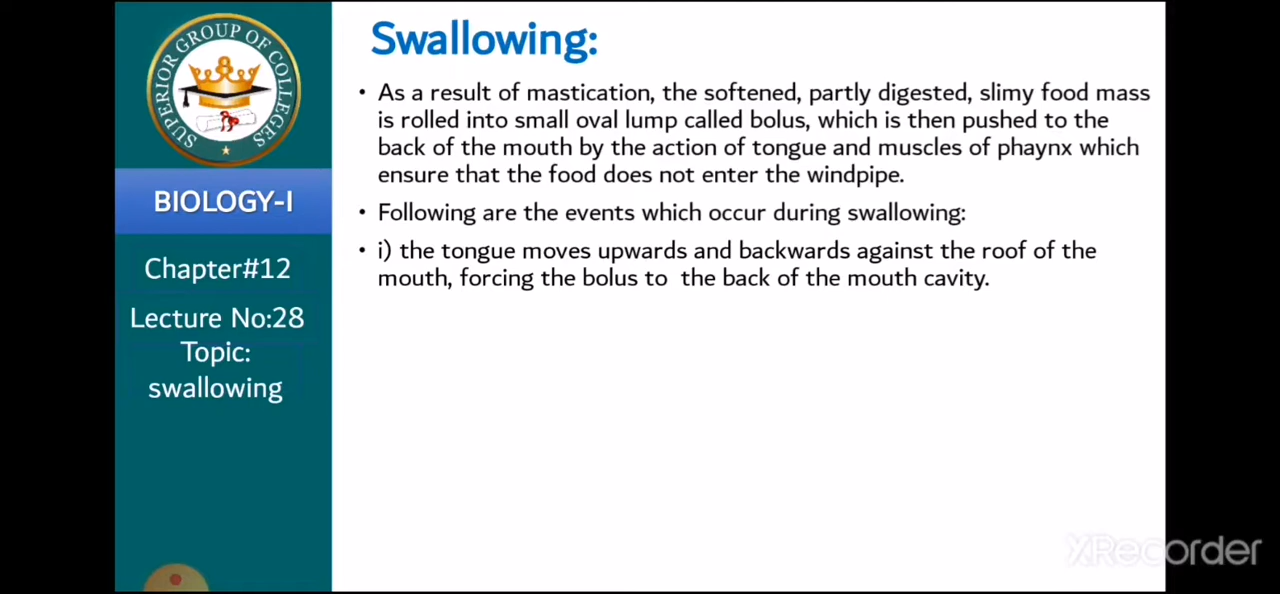 SUPERIOR GROUP OF COLLEGES
BIOLOGY-I
Chapter#12
Lecture No:28
Topic:
swallowing
Swallowing:
• As a result of mastication, the softened, partly digested, slimy food mass
is rolled into small oval lump called bolus, which is then pushed to the
back of the mouth by the action of tongue and muscles of phaynx which
ensure that the food does not enter the windpipe.
• Following are the events which occur during swallowing:
• i) the tongue moves upwards and backwards against the roof of the
mouth, forcing the bolus to  the back of the mouth cavity.
XRecorder